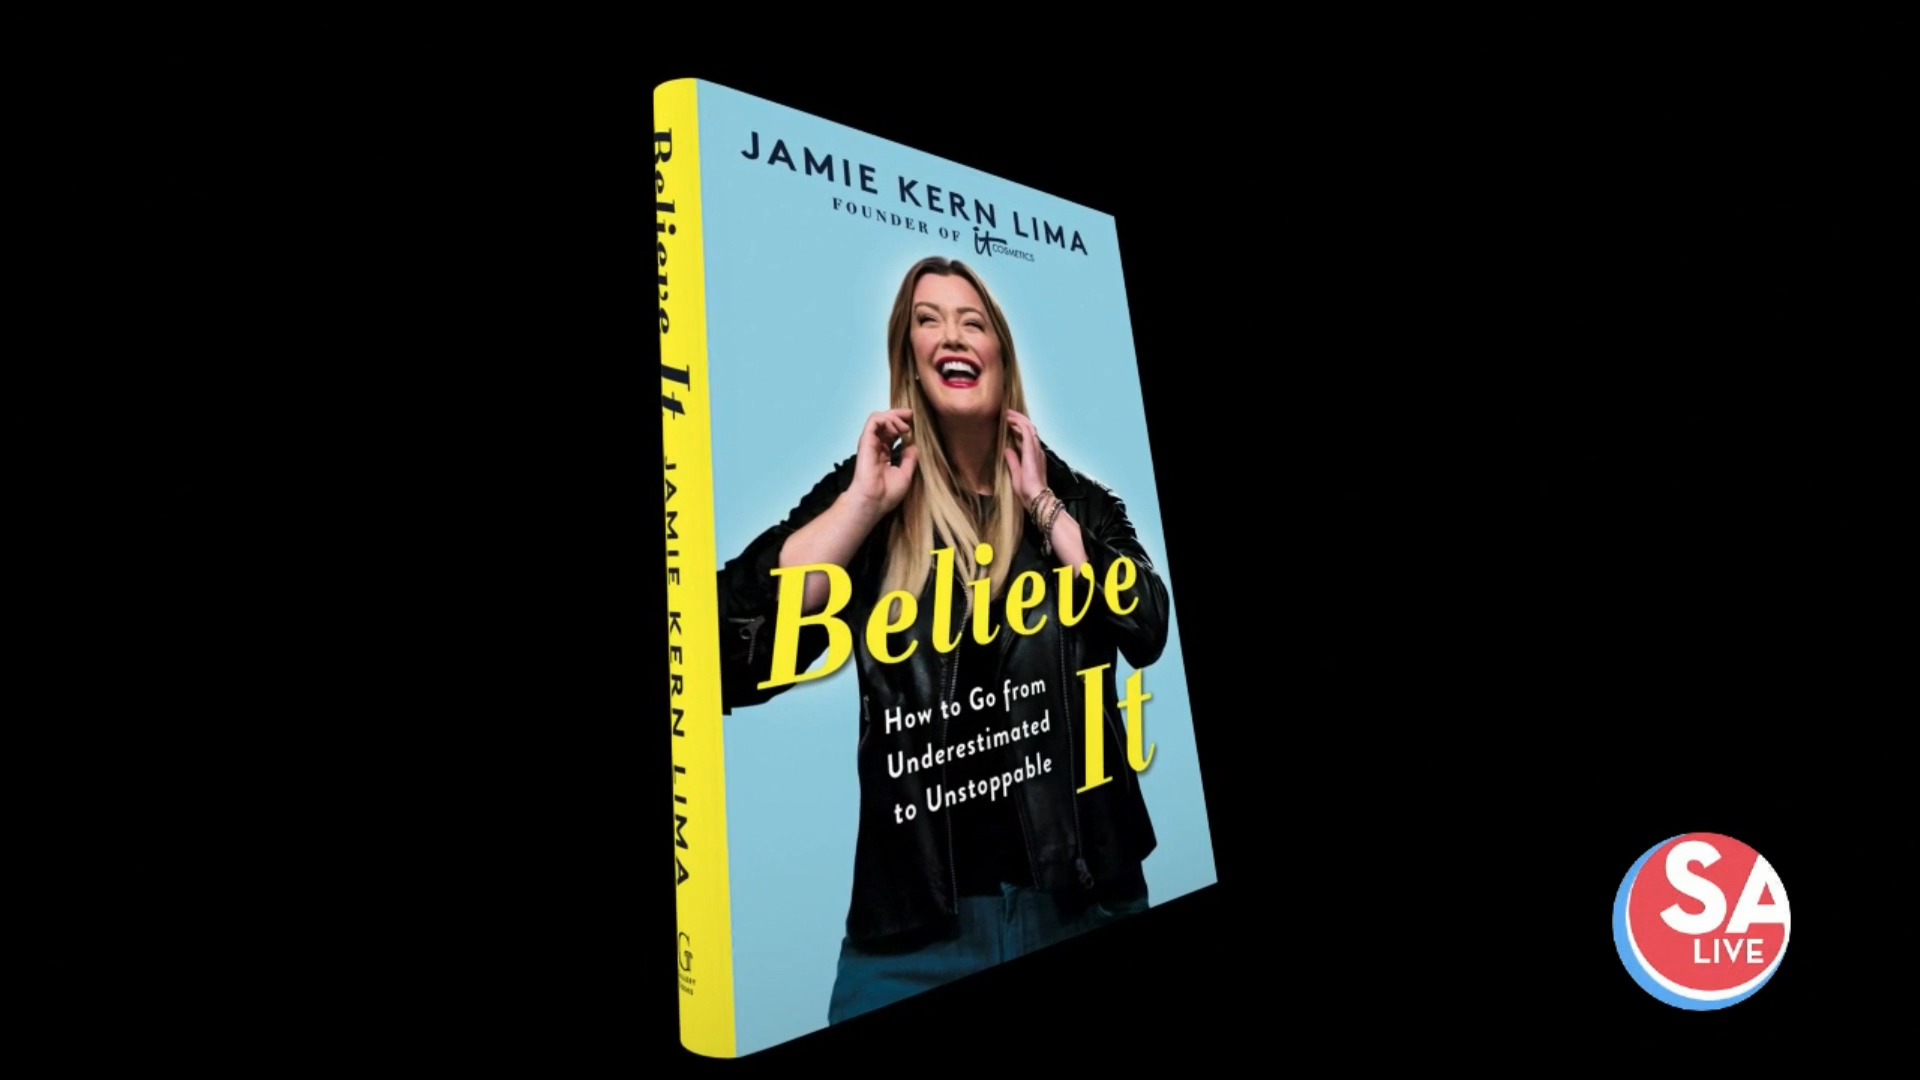 JAMIE KERN LIMA
FOUNDER OF it COSMETICS
Believe
It
How to Go from
Underestimated
to Unstoppable
Believe It JAMIE KERN LIMA
SA
LIVE